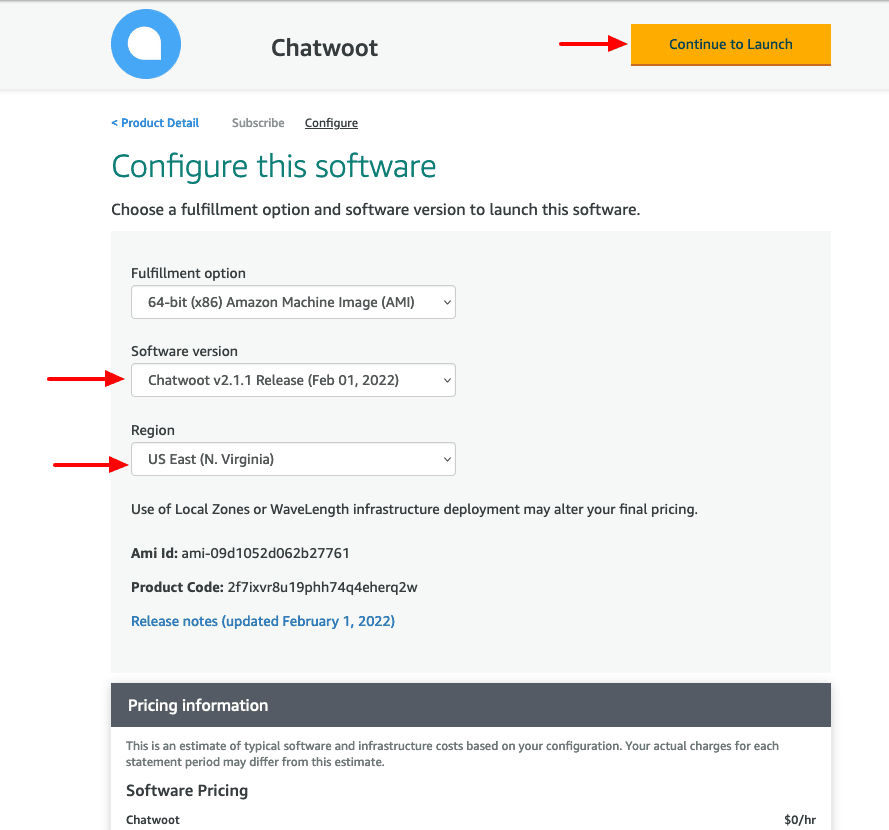 Chatwoot
Continue to Launch
< Product Detail
Subscribe
Configure
Configure this software
Choose a fulfillment option and software version to launch this software.
Fulfillment option
64-bit (x86) Amazon Machine Image (AMI)
Software version
Chatwoot v2.1.1 Release (Feb 01, 2022)
Region
US East (N. Virginia)
Use of Local Zones or WaveLength infrastructure deployment may alter your final pricing.
Ami Id: ami-09d1052d062b27761
Product Code: 2f7ixvr8u19phh74q4eherq2w
Release notes (updated February 1, 2022)
Pricing information
This is an estimate of typical software and infrastructure costs based on your configuration. Your actual charges for each
statement period may differ from this estimate.
Software Pricing
Chatwoot $0/hr